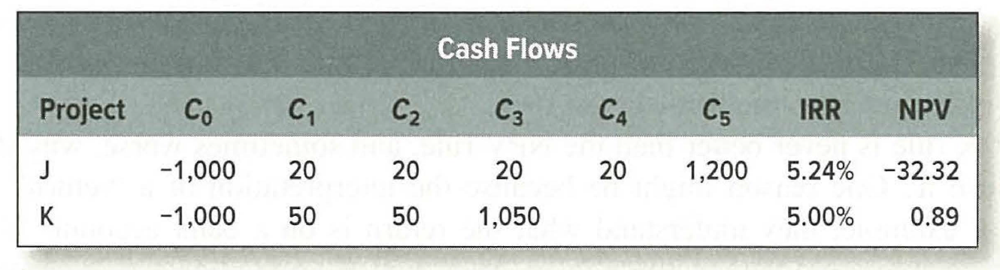 Cash Flows
Project C₀ C₁ C₂ C₃ C₄ C₅ IRR NPV
J −1,000 20 20 20 20 1,200 5.24% −32.32
K −1,000 50 50 1,050 5.00% 0.89